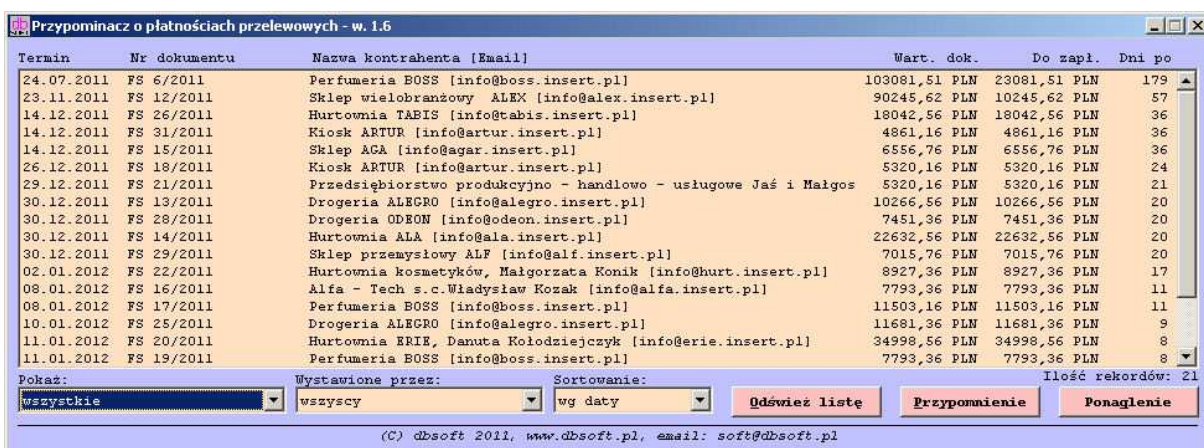 Przypominacz o płatnościach przelewowych - w. 1.6
Termin Nr dokumentu Nazwa kontrahenta [Email] Wart. dok. Do zapł. Dni po
24.07.2011 FS 6/2011 Perfumeria BOSS [info@boss.insert.pl] 103081,51 PLN 23081,51 PLN 179
23.11.2011 FS 12/2011 Sklep wielobranżowy ALEX [info@alex.insert.pl] 90245,62 PLN 10245,62 PLN 57
14.12.2011 FS 26/2011 Hurtownia TABIS [info@tabis.insert.pl] 18042,56 PLN 18042,56 PLN 36
14.12.2011 FS 31/2011 Kiosk ARTUR [info@artur.insert.pl] 4861,16 PLN 4861,16 PLN 36
14.12.2011 FS 15/2011 Sklep AGA [info@agar.insert.pl] 6556,76 PLN 6556,76 PLN 36
26.12.2011 FS 18/2011 Kiosk ARTUR [info@artur.insert.pl] 5320,16 PLN 5320,16 PLN 24
29.12.2011 FS 21/2011 Przedsiębiorstwo produkcyjno - handlowo - usługowe Jaś i Małgos 5320,16 PLN 5320,16 PLN 21
30.12.2011 FS 13/2011 Drogeria ALEGRO [info@alegro.insert.pl] 10266,56 PLN 10266,56 PLN 20
30.12.2011 FS 28/2011 Drogeria ODEON [info@odeon.insert.pl] 7451,36 PLN 7451,36 PLN 20
30.12.2011 FS 14/2011 Hurtownia ALA [info@ala.insert.pl] 22632,56 PLN 22632,56 PLN 20
30.12.2011 FS 29/2011 Sklep przemysłowy ALF [info@alf.insert.pl] 7015,76 PLN 7015,76 PLN 20
02.01.2012 FS 22/2011 Hurtownia kosmetyków, Małgorzata Konik [info@hurt.insert.pl] 8927,36 PLN 8927,36 PLN 17
08.01.2012 FS 16/2011 Alfa - Tech s.c.Władysław Kozak [info@alfa.insert.pl] 7793,36 PLN 7793,36 PLN 11
08.01.2012 FS 17/2011 Perfumeria BOSS [info@boss.insert.pl] 11503,16 PLN 11503,16 PLN 11
10.01.2012 FS 25/2011 Drogeria ALEGRO [info@alegro.insert.pl] 11681,36 PLN 11681,36 PLN 9
11.01.2012 FS 20/2011 Hurtownia ERIE, Danuta Kołodziejczyk [info@erie.insert.pl] 34998,56 PLN 34998,56 PLN 8
11.01.2012 FS 19/2011 Perfumeria BOSS [info@boss.insert.pl] 7793,36 PLN 7793,36 PLN 8
Pokaż: Wystawione przez: Sortowanie: Ilość rekordów: 21
wszystkie wszyscy wg daty Odśwież listę Przypomnienie Ponaglenie
(C) dbsoft 2011, www.dbsoft.pl, email: soft@dbsoft.pl